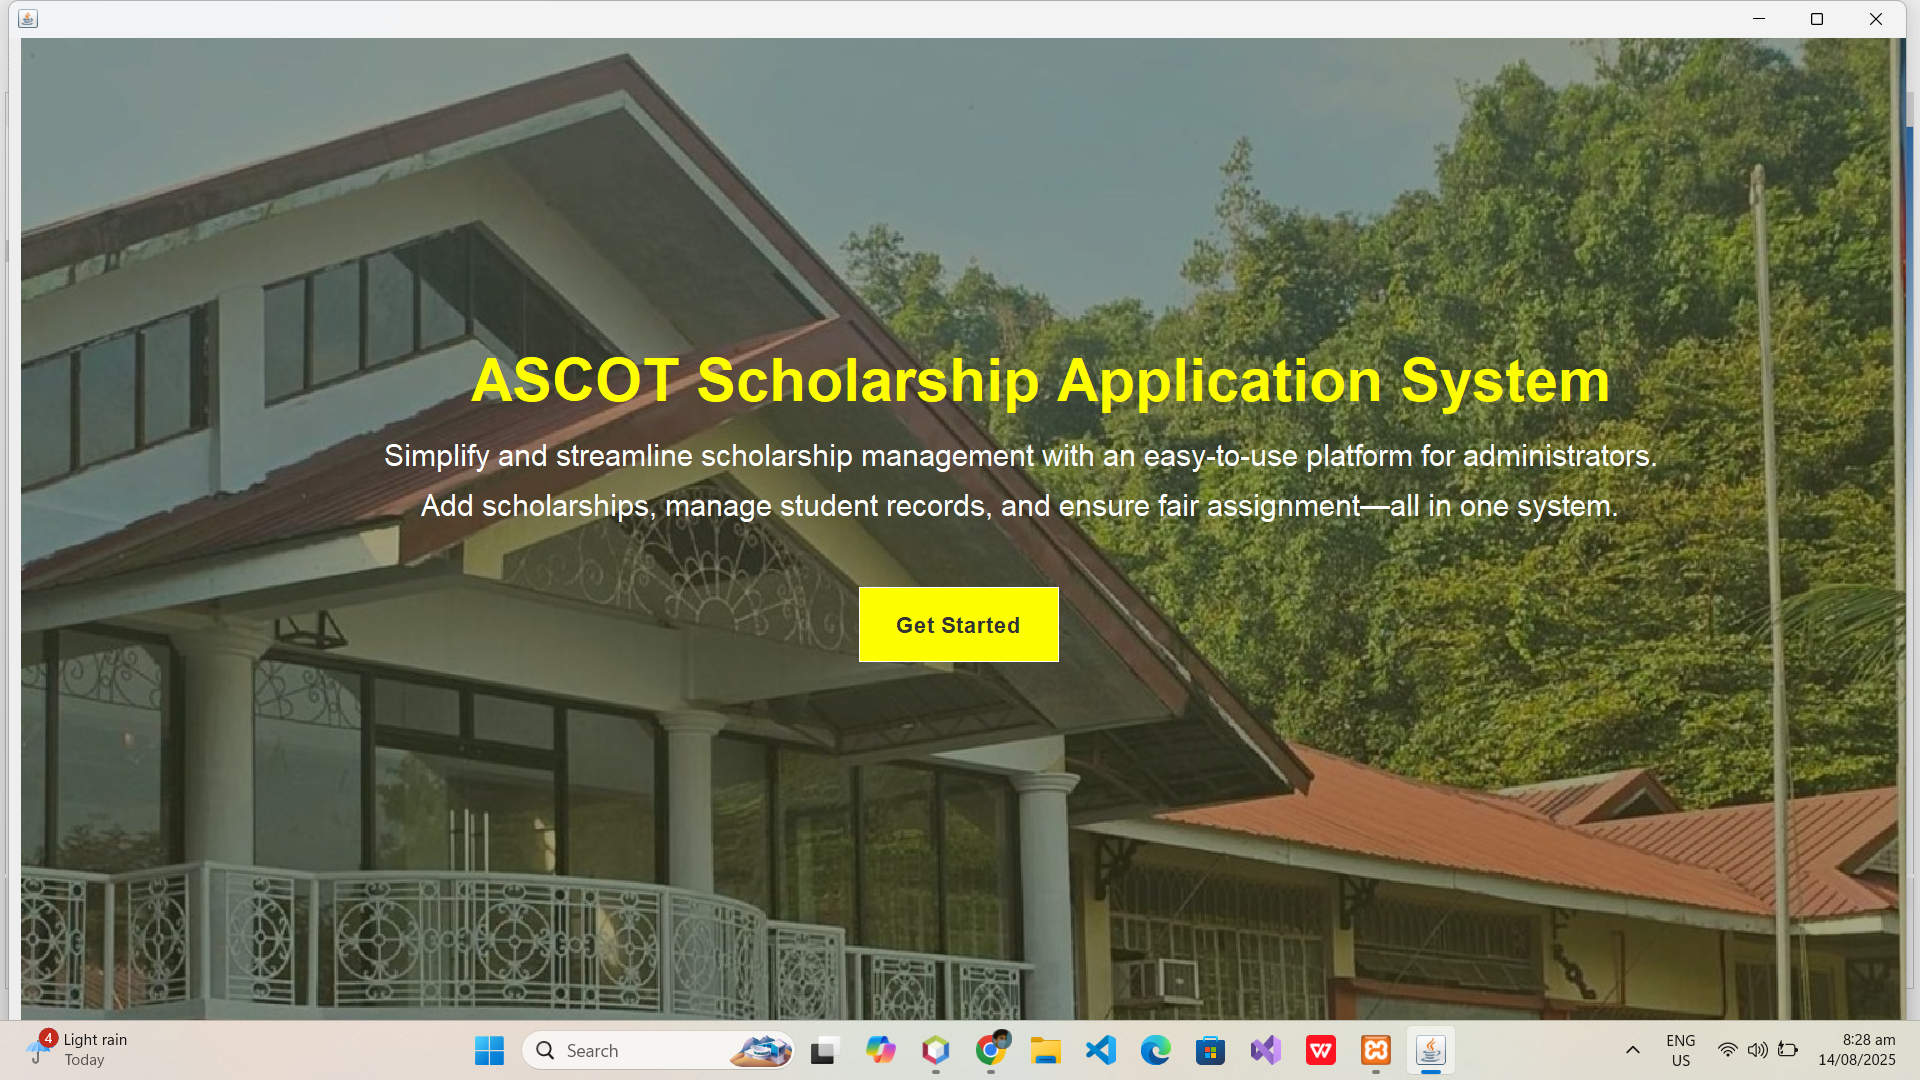 ASCOT Scholarship Application System
Simplify and streamline scholarship management with an easy-to-use platform for administrators.
Add scholarships, manage student records, and ensure fair assignment—all in one system.
Get Started
4
Light rain
Today
Search
ENG
US
8:28 am
14/08/2025